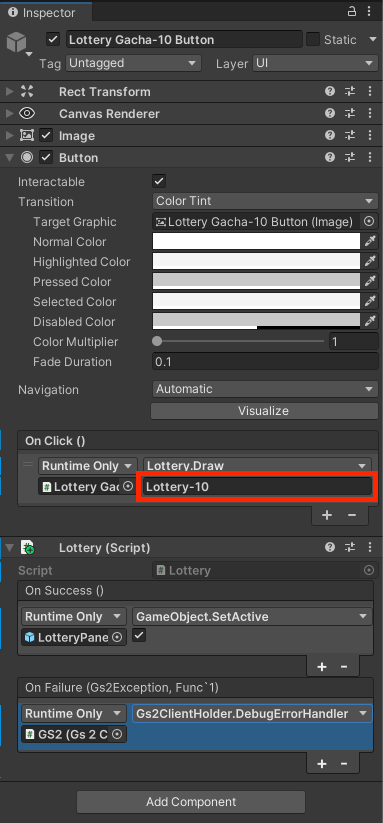 Inspector
Lottery Gacha-10 Button Static
Tag Untagged Layer UI
Rect Transform
Canvas Renderer
Image
Button
Interactable
Transition Color Tint
Target Graphic Lottery Gacha-10 Button (Image)
Normal Color
Highlighted Color
Pressed Color
Selected Color
Disabled Color
Color Multiplier 1
Fade Duration 0.1
Navigation Automatic
Visualize
On Click ()
Runtime Only Lottery.Draw
Lottery Gac Lottery-10
+ -
Lottery (Script)
Script Lottery
On Success ()
Runtime Only GameObject.SetActive
LotteryPane
+ -
On Failure (Gs2Exception, Func`1)
Runtime Only Gs2ClientHolder.DebugErrorHandler
GS2 (Gs 2 C
+ -
Add Component